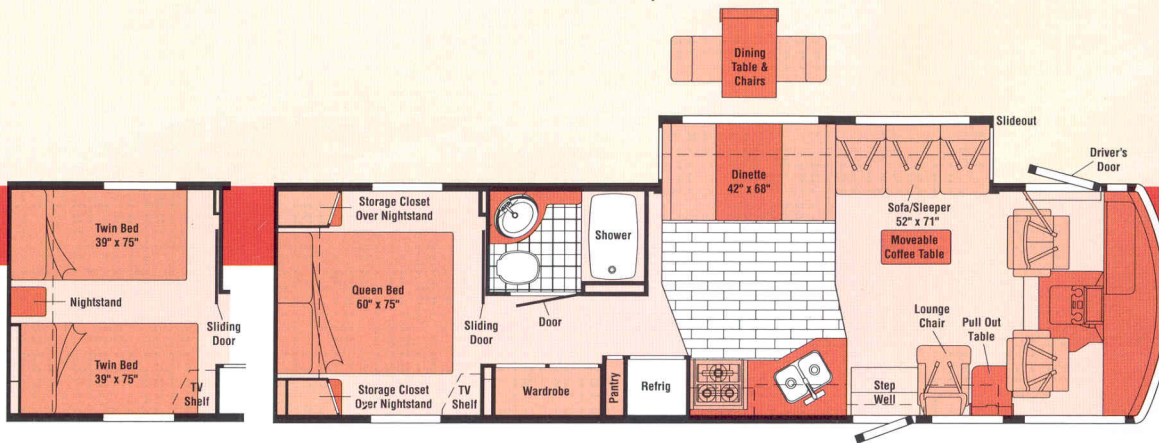 Dining
Table &
Chairs
Slideout
Driver's
Door
Dinette
42" x 68"
Sofa/Sleeper
52" x 71"
Moveable
Coffee Table
Storage Closet
Over Nightstand
Shower
Twin Bed
39" x 75"
Nightstand
Sliding
Door
Twin Bed
39" x 75"
TV
Shelf
Queen Bed
60" x 75"
Sliding
Door
Door
Lounge
Chair
Pull Out
Table
Storage Closet
Over Nightstand
TV
Shelf
Wardrobe
Pantry
Refrig
Step
Well